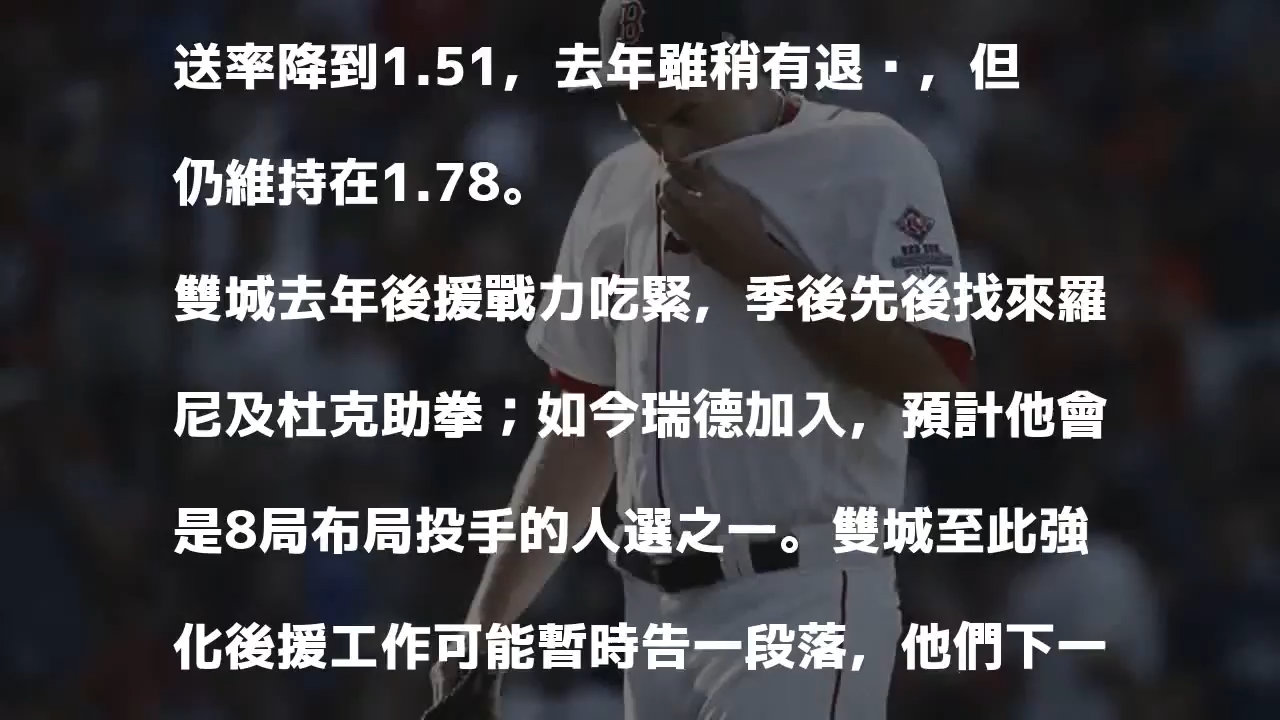 送率降到1.51，去年雖稍有退▪，但
仍維持在1.78。
雙城去年後援戰力吃緊，季後先後找來羅
尼及杜克助拳；如今瑞德加入，預計他會
是8局布局投手的人選之一。雙城至此強
化後援工作可能暫時告一段落，他們下一
B